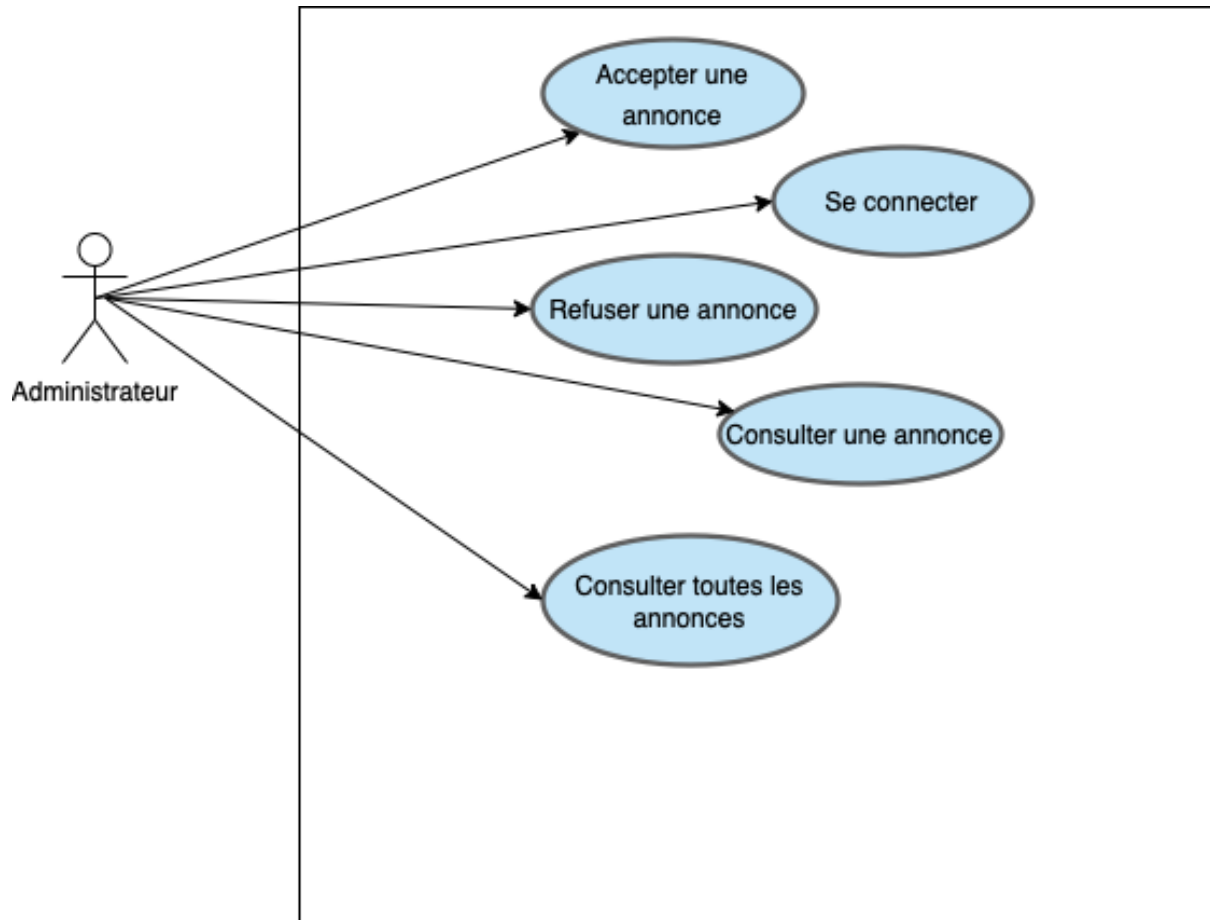 Accepter une
annonce
Se connecter
Refuser une annonce
Administrateur
Consulter une annonce
Consulter toutes les
annonces